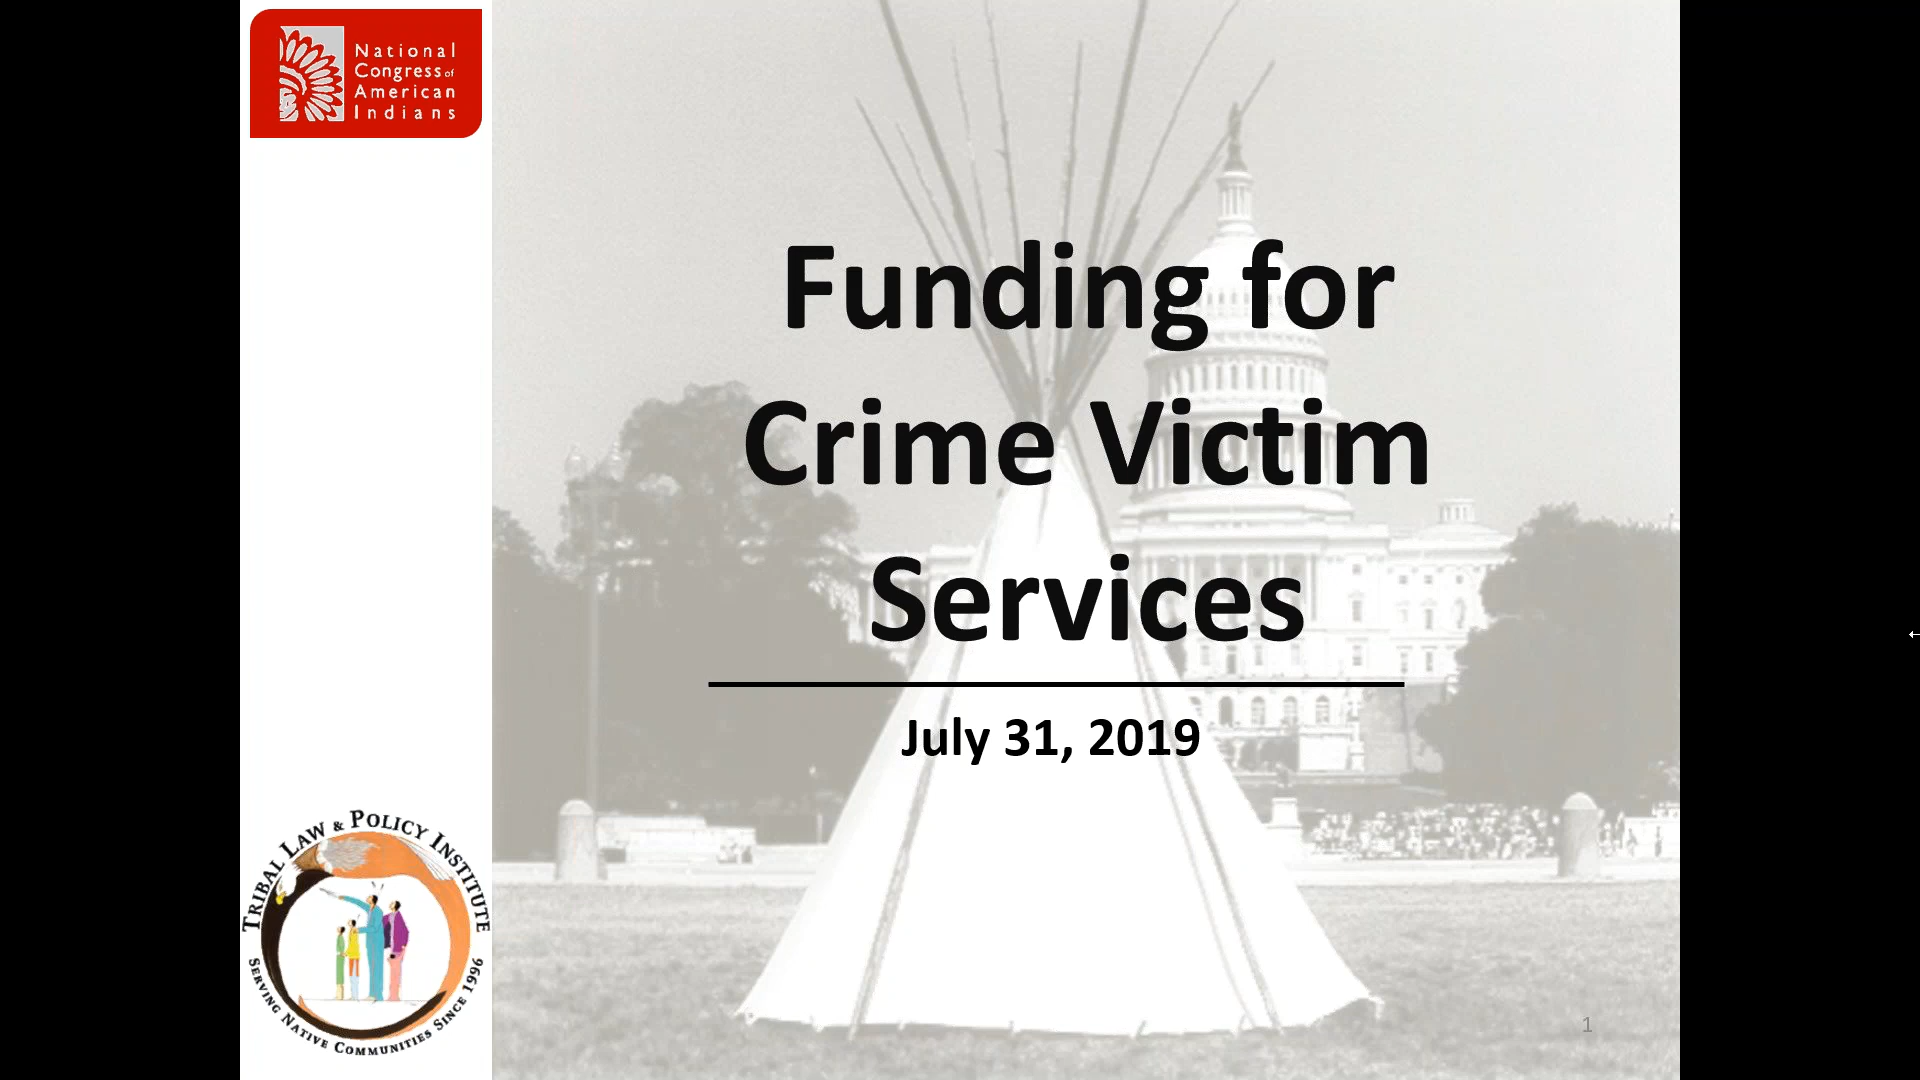 National
Congress of
American
Indians
Funding for
Crime Victim
Services
July 31, 2019
TRIBAL LAW & POLICY INSTITUTE
SERVING NATIVE COMMUNITIES SINCE 1996
1